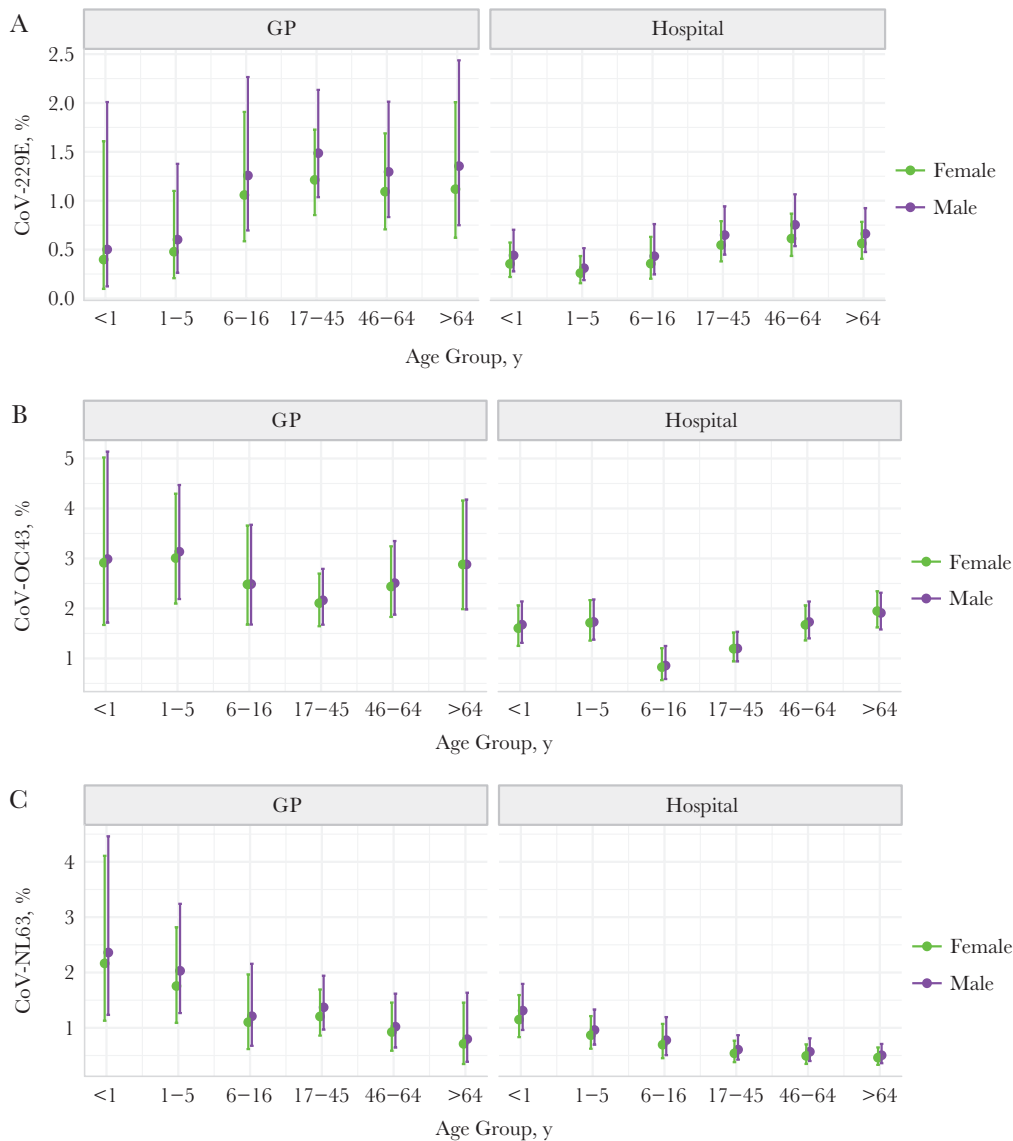 A
GP
Hospital
CoV-229E, %
2.5
2.0
1.5
1.0
0.5
0.0
<1 1–5 6–16 17–45 46–64 >64
<1 1–5 6–16 17–45 46–64 >64
Age Group, y
Female
Male
B
GP
Hospital
CoV-OC43, %
5
4
3
2
1
<1 1–5 6–16 17–45 46–64 >64
<1 1–5 6–16 17–45 46–64 >64
Age Group, y
Female
Male
C
GP
Hospital
CoV-NL63, %
4
3
2
1
<1 1–5 6–16 17–45 46–64 >64
<1 1–5 6–16 17–45 46–64 >64
Age Group, y
Female
Male